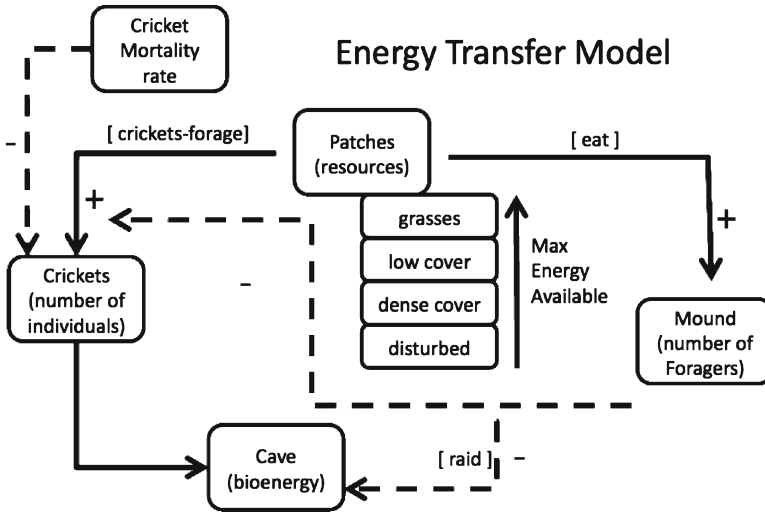 Cricket
Mortality
rate
Energy Transfer Model
–
[ crickets-forage]
Patches
(resources)
[ eat ]
+
+
grasses
low cover
dense cover
disturbed
Max
Energy
Available
–
Crickets
(number of
individuals)
Mound
(number of
Foragers)
Cave
(bioenergy)
[ raid ]
–